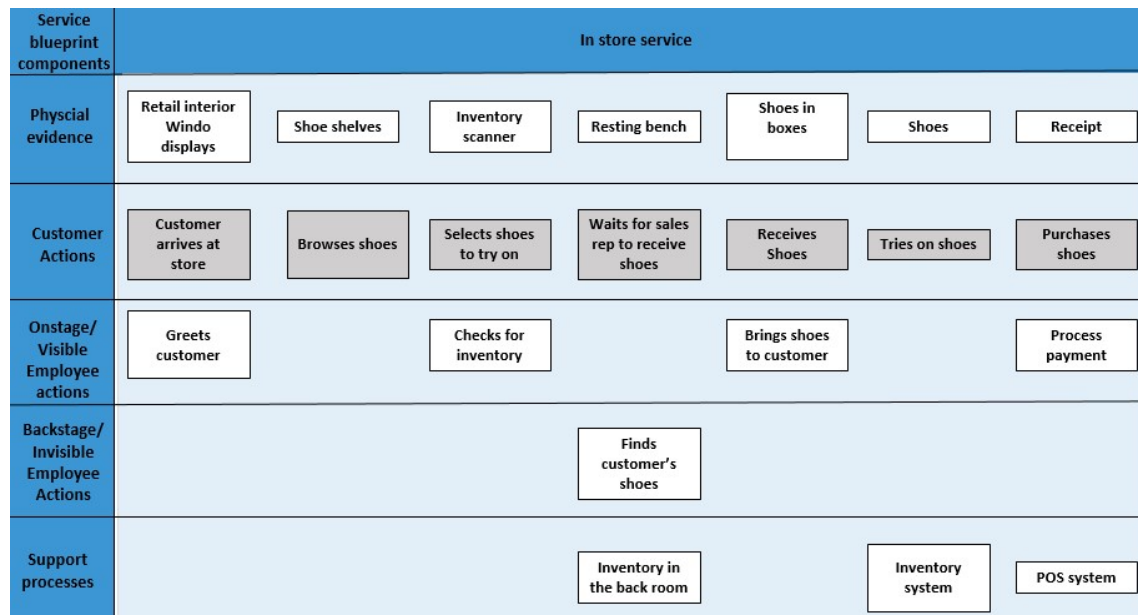 Service
blueprint
components
In store service
Physcial
evidence
Retail interior
Windo
displays
Shoe shelves
Inventory
scanner
Resting bench
Shoes in
boxes
Shoes
Receipt
Customer
Actions
Customer
arrives at
store
Browses shoes
Selects shoes
to try on
Waits for sales
rep to receive
shoes
Receives
Shoes
Tries on shoes
Purchases
shoes
Onstage/
Visible
Employee
actions
Greets
customer
Checks for
inventory
Brings shoes
to customer
Process
payment
Backstage/
Invisible
Employee
Actions
Finds
customer’s
shoes
Support
processes
Inventory in
the back room
Inventory
system
POS system